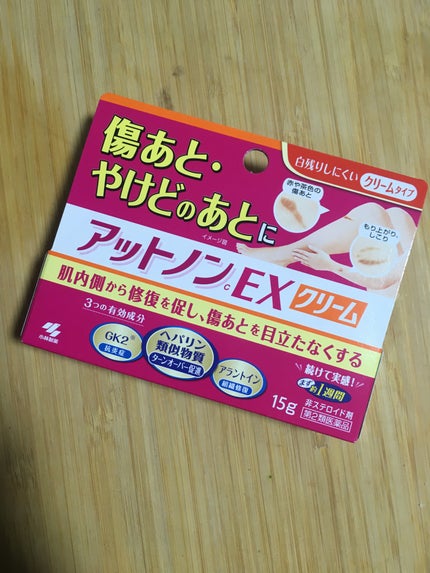 白残りしにくい クリームタイプ
傷あと・
やけどのあとに
赤や茶色の
傷あと
もり上がり、
しこり
イメージ図
アットノンEXクリーム
C
肌内側から修復を促し、傷あとを目立たなくする
3つの有効成分
GK2®
抗炎症
ヘパリン
類似物質
ターンオーバー促進
アラントイン
組織修復
続けて実感!
まず約1週間
小林製薬
15g
非ステロイド剤
第2類医薬品